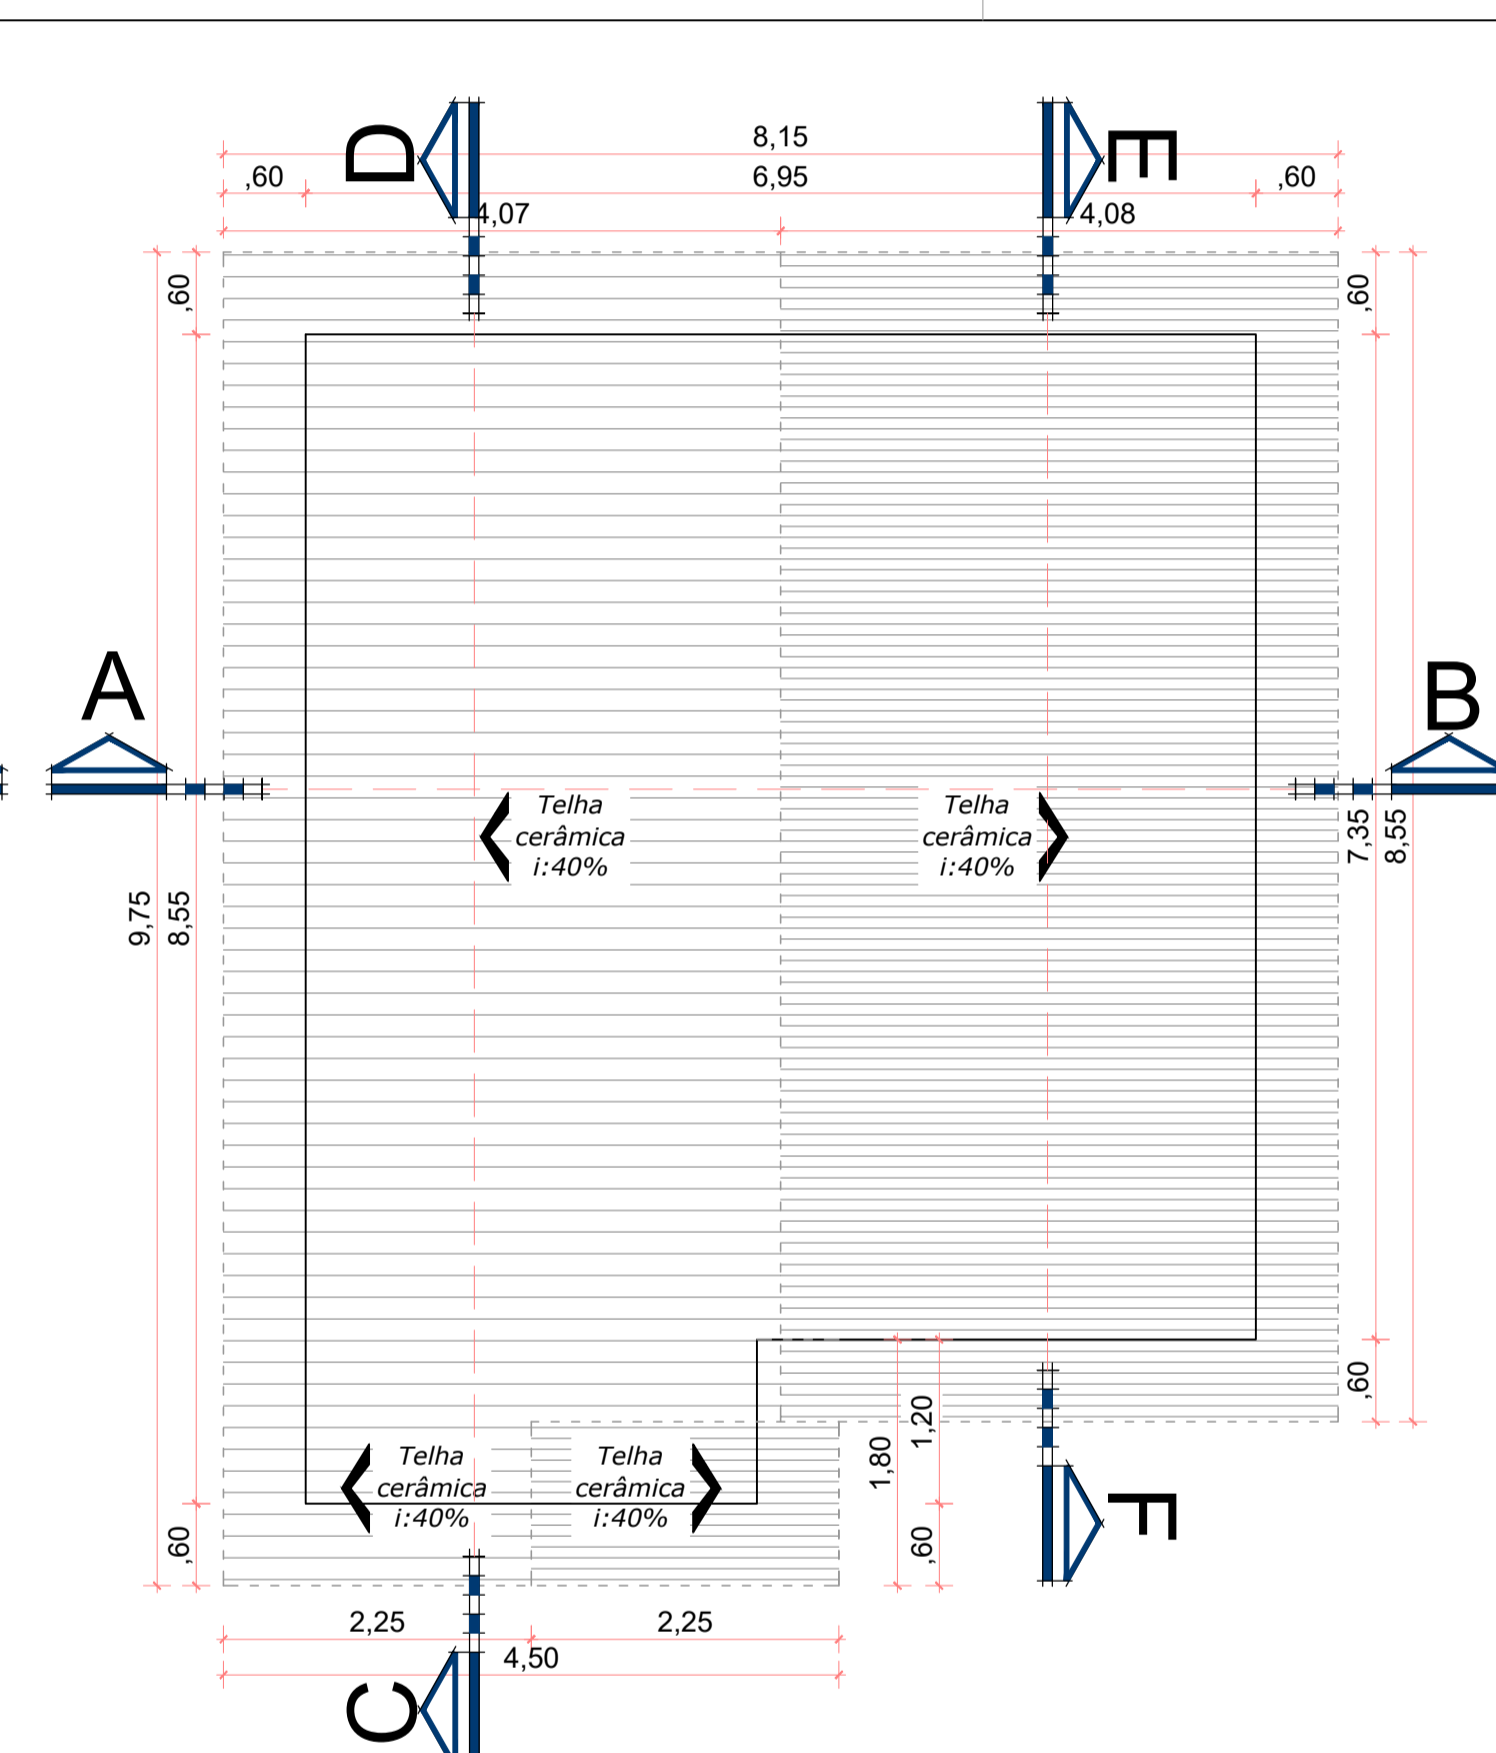 8,15
,60
6,95
,60
4,07
4,08
D
E
,60
,60
A
B
Telha
cerâmica
i:40%
Telha
cerâmica
i:40%
7,35
8,55
9,75
8,55
,60
1,20
1,80
Telha
cerâmica
i:40%
Telha
cerâmica
i:40%
F
,60
,60
2,25
2,25
4,50
C